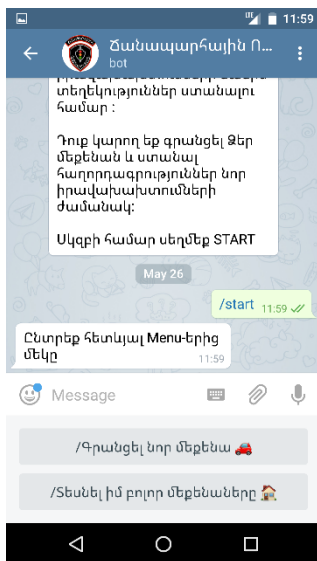 LTE 11:59
Ճանապարհային Ո...
bot
տեղեկություններ ստանալու
համար :
Դուք կարող եք գրանցել Ձեր
մեքենան և ստանալ
հաղորդագրություններ նոր
իրավախախտումների
ժամանակ:
Սկզբի համար սեղմեք START
May 26
/start 11:59
Ընտրեք հետևյալ Menu-երից
մեկը
11:59
Message
/Գրանցել նոր մեքենա 🚗
/Տեսնել իմ բոլոր մեքենաները 🏠